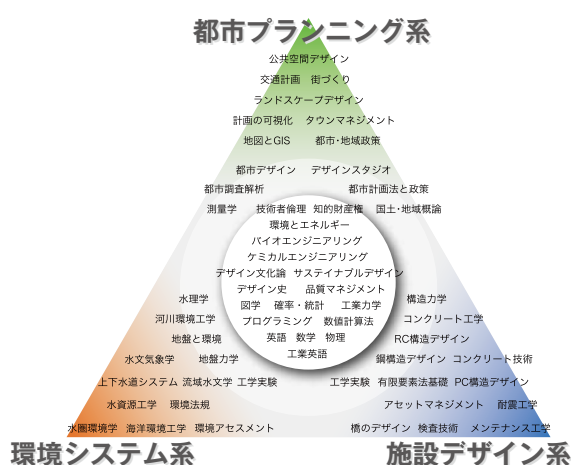 都市プランニング系
公共空間デザイン
交通計画 街づくり
ランドスケープデザイン
計画の可視化 タウンマネジメント
地図とGIS 都市・地域政策
都市デザイン デザインスタジオ
都市調査解析 都市計画法と政策
測量学 技術者倫理 知的財産権 国土・地域概論
環境とエネルギー
バイオエンジニアリング
ケミカルエンジニアリング
デザイン文化論 サステイナブルデザイン
デザイン史 品質マネジメント
水理学 図学 確率・統計 工業力学 構造力学
河川環境工学 プログラミング 数値計算法 コンクリート工学
地盤と環境 英語 数学 物理 RC構造デザイン
水文気象学 地盤力学 工業英語 鋼構造デザイン コンクリート技術
上下水道システム 流域水文学 工学実験 工学実験 有限要素法基礎 PC構造デザイン
水資源工学 環境法規 アセットマネジメント 耐震工学
水圏環境学 海洋環境工学 環境アセスメント 橋のデザイン 検査技術 メンテナンス工学
環境システム系 施設デザイン系